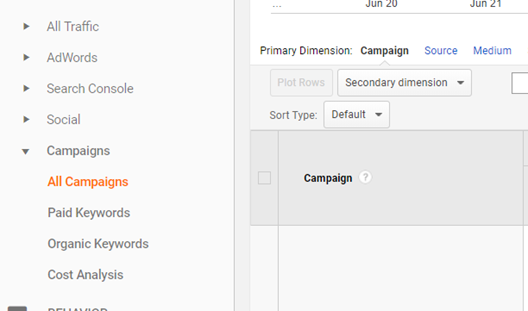 ...
Jun 20
Jun 21
All Traffic
AdWords
Search Console
Social
Campaigns
All Campaigns
Paid Keywords
Organic Keywords
Cost Analysis
BEHAVIOR
Primary Dimension: Campaign Source Medium
Plot Rows Secondary dimension
Sort Type: Default
Campaign ?